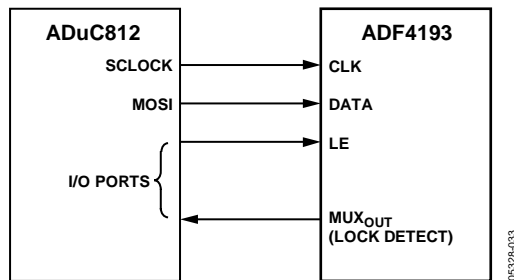 ADuC812
ADF4193
SCLOCK
CLK
MOSI
DATA
LE
I/O PORTS
MUXOUT
(LOCK DETECT)
05328-033